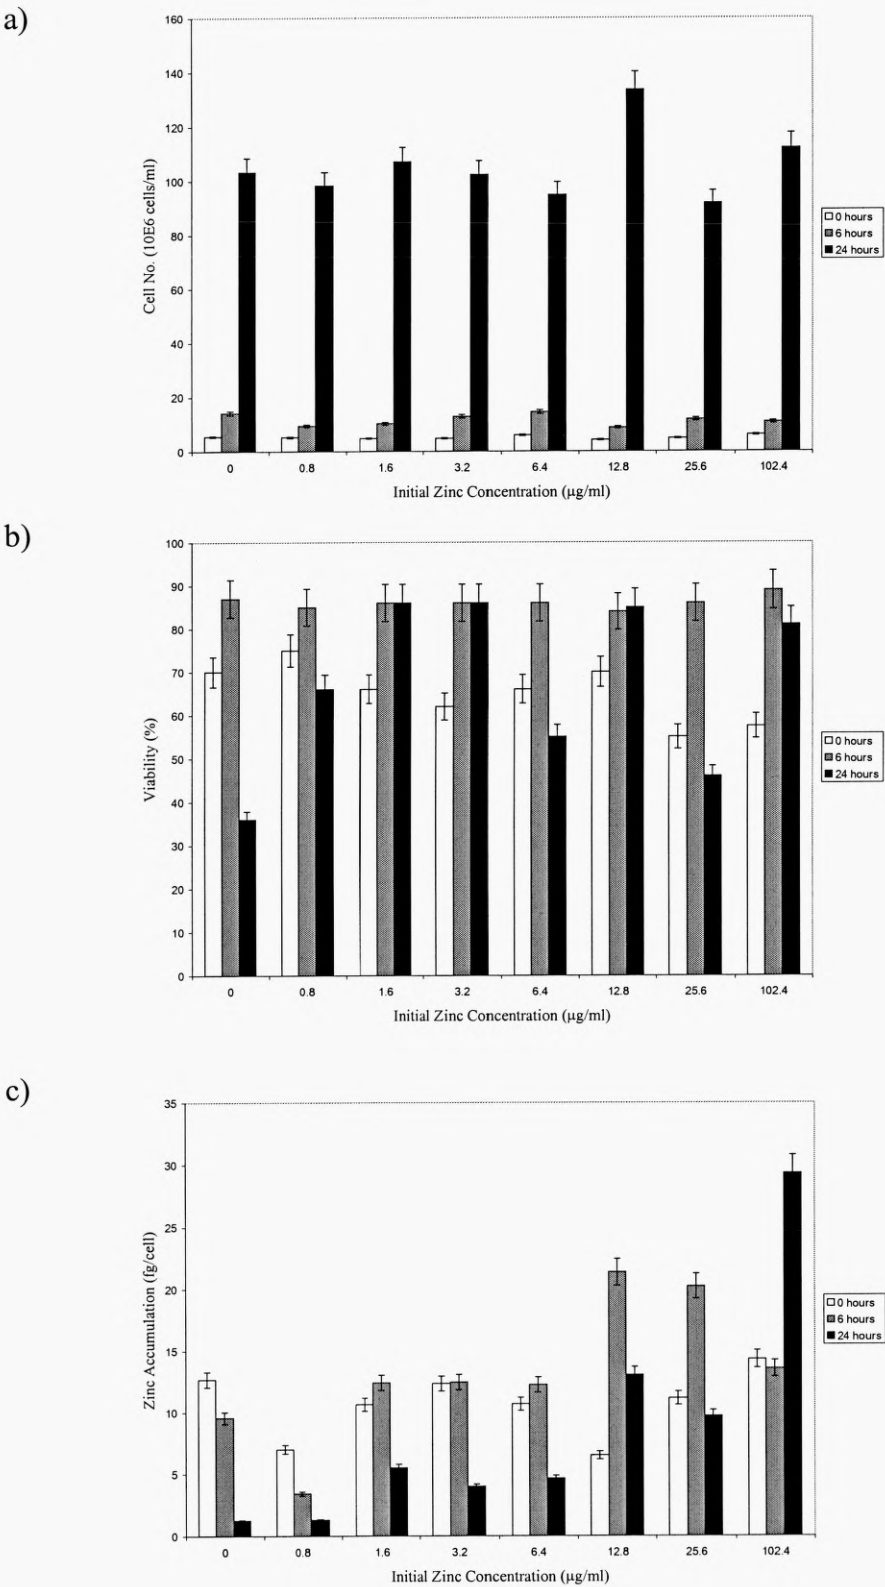 a)
160
140
120
100
80
60
40
20
0
Cell No. (10E6 cells/ml)
0 0.8 1.6 3.2 6.4 12.8 25.6 102.4
Initial Zinc Concentration (µg/ml)
0 hours
6 hours
24 hours
b)
100
90
80
70
60
50
40
30
20
10
0
Viability (%)
0 0.8 1.6 3.2 6.4 12.8 25.6 102.4
Initial Zinc Concentration (µg/ml)
0 hours
6 hours
24 hours
c)
35
30
25
20
15
10
5
0
Zinc Accumulation (fg/cell)
0 0.8 1.6 3.2 6.4 12.8 25.6 102.4
Initial Zinc Concentration (µg/ml)
0 hours
6 hours
24 hours